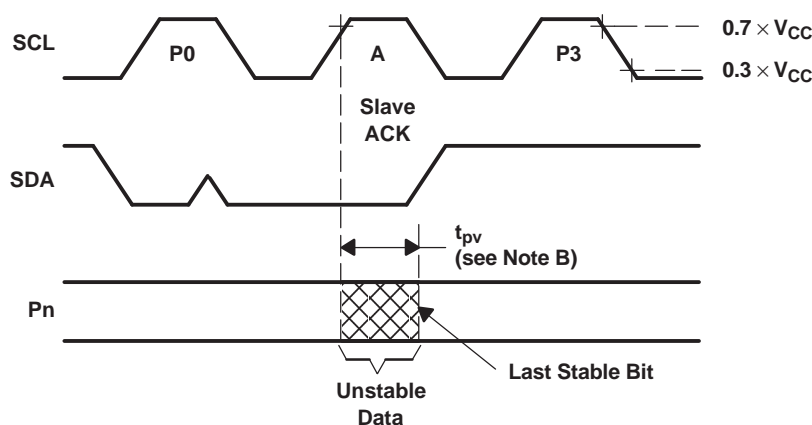 SCL
P0
A
P3
0.7 × VCC
0.3 × VCC
Slave
ACK
SDA
tpv
(see Note B)
Pn
Last Stable Bit
Unstable
Data